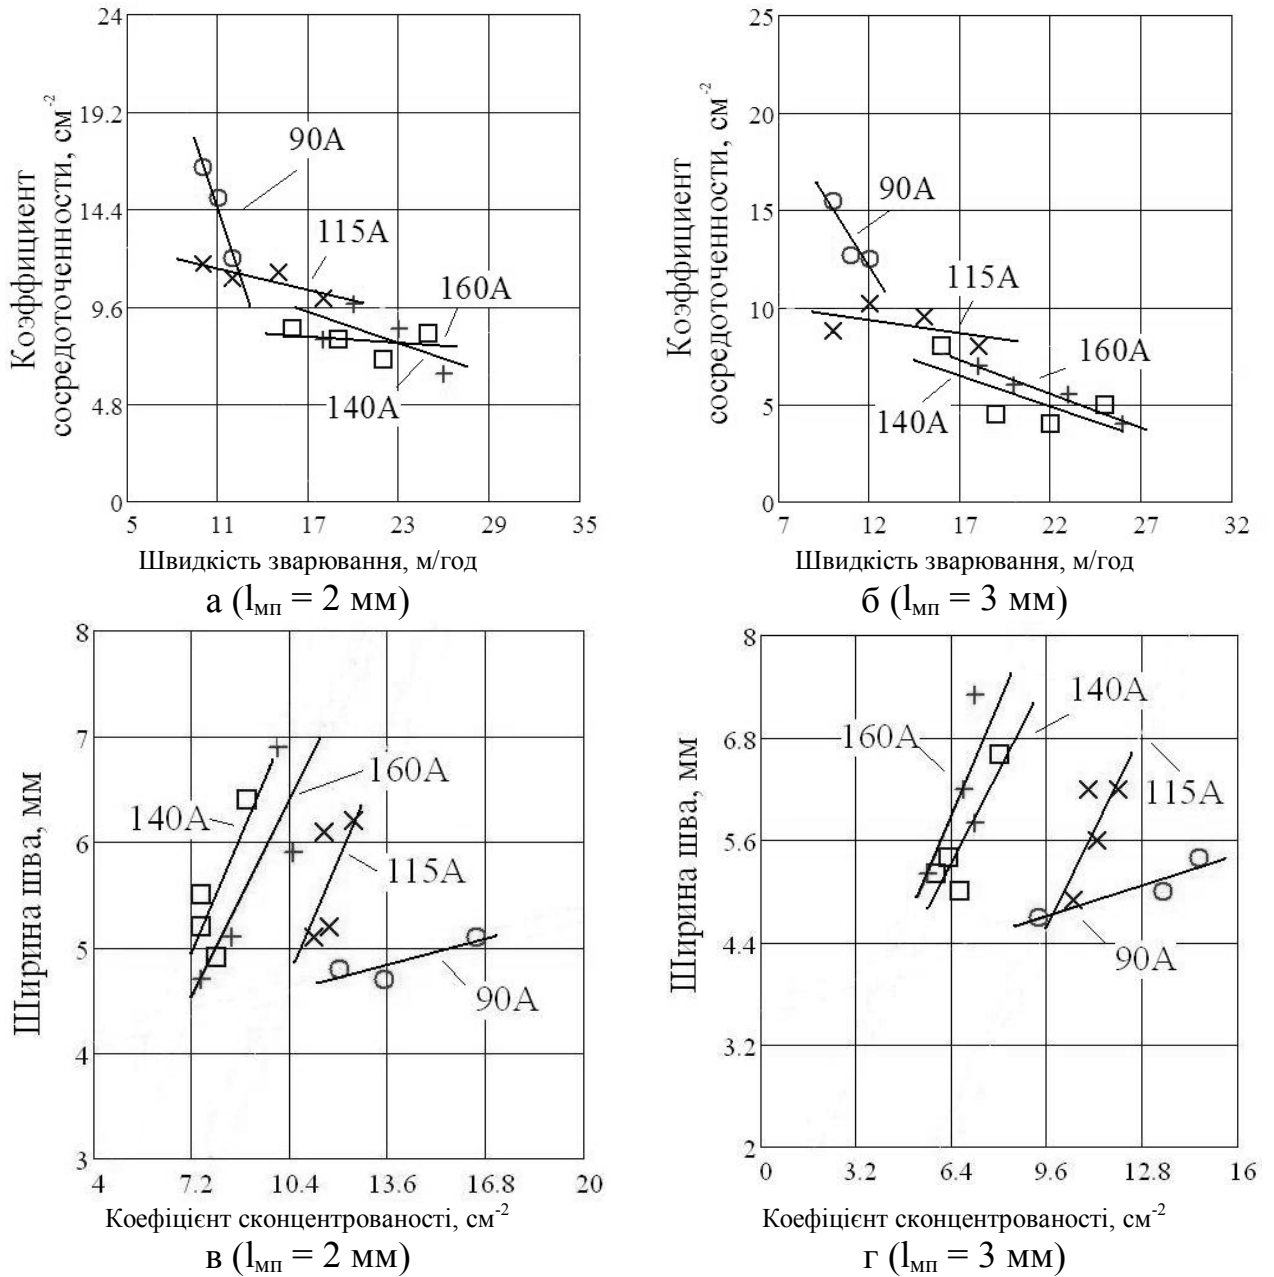 24
19.2
14.4
9.6
4.8
0
Коэффициент
сосредоточенности, см-2
90А
115А
160А
140А
5 11 17 23 29 35
Швидкість зварювання, м/год
а (lмп = 2 мм)
25
20
15
10
5
0
Коэффициент
сосредоточенности, см-2
90А
115А
160А
140А
7 12 17 22 27 32
Швидкість зварювання, м/год
б (lмп = 3 мм)
8
7
6
5
4
3
Ширина шва, мм
160А
140А
115А
90А
4 7.2 10.4 13.6 16.8 20
Коефіцієнт сконцентрованості, см-2
в (lмп = 2 мм)
8
6.8
5.6
4.4
3.2
2
Ширина шва, мм
140А
160А
115А
90А
0 3.2 6.4 9.6 12.8 16
Коефіцієнт сконцентрованості, см-2
г (lмп = 3 мм)